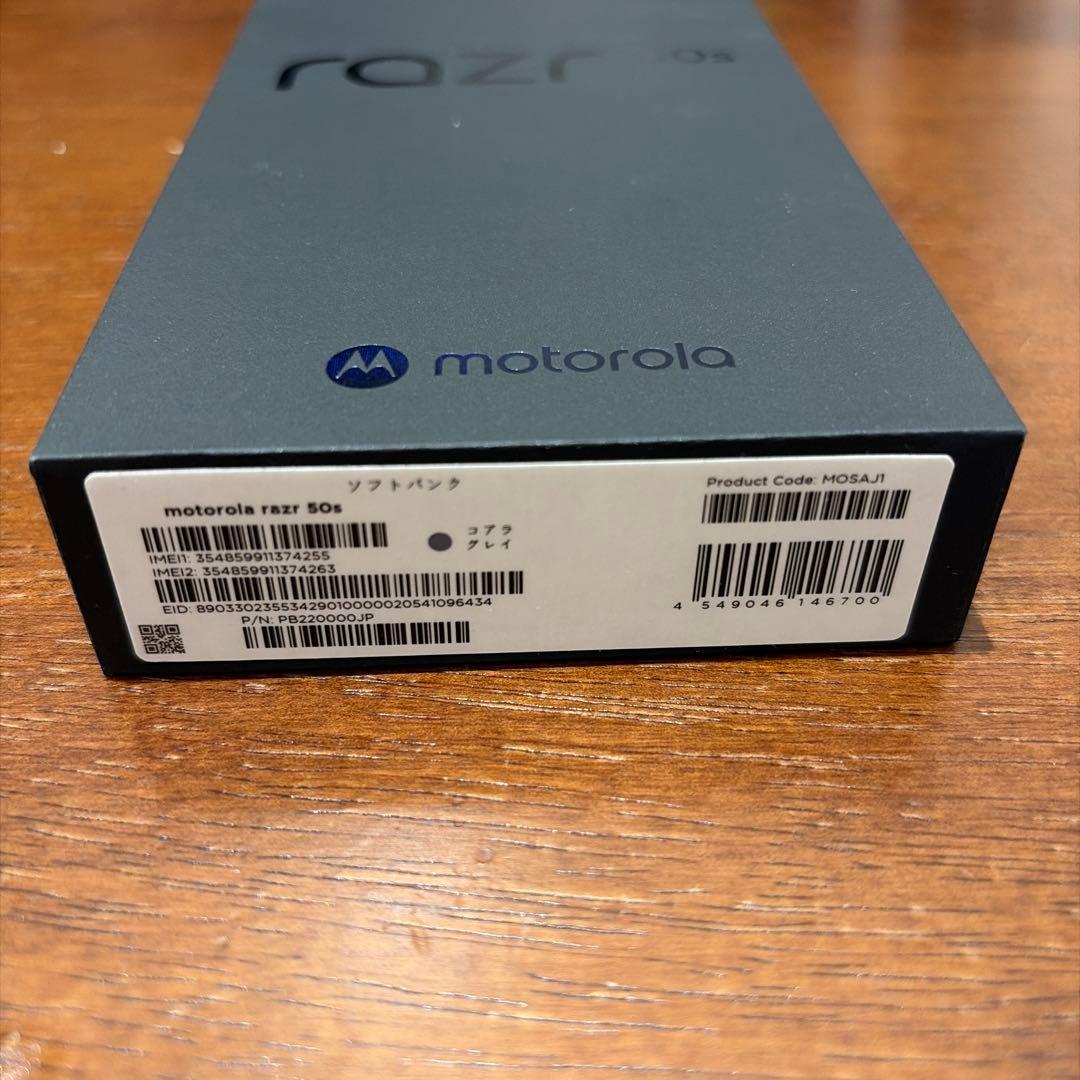 razr 50s
motorola
ソフトバンク
motorola razr 50s
コアラ
グレイ
IMEI1: 354859911374255
IMEI2: 354859911374263
EID: 89033023553429010000020541096434
P/N: PB220000JP
Product Code: MOSAJ1
4 549046 146700